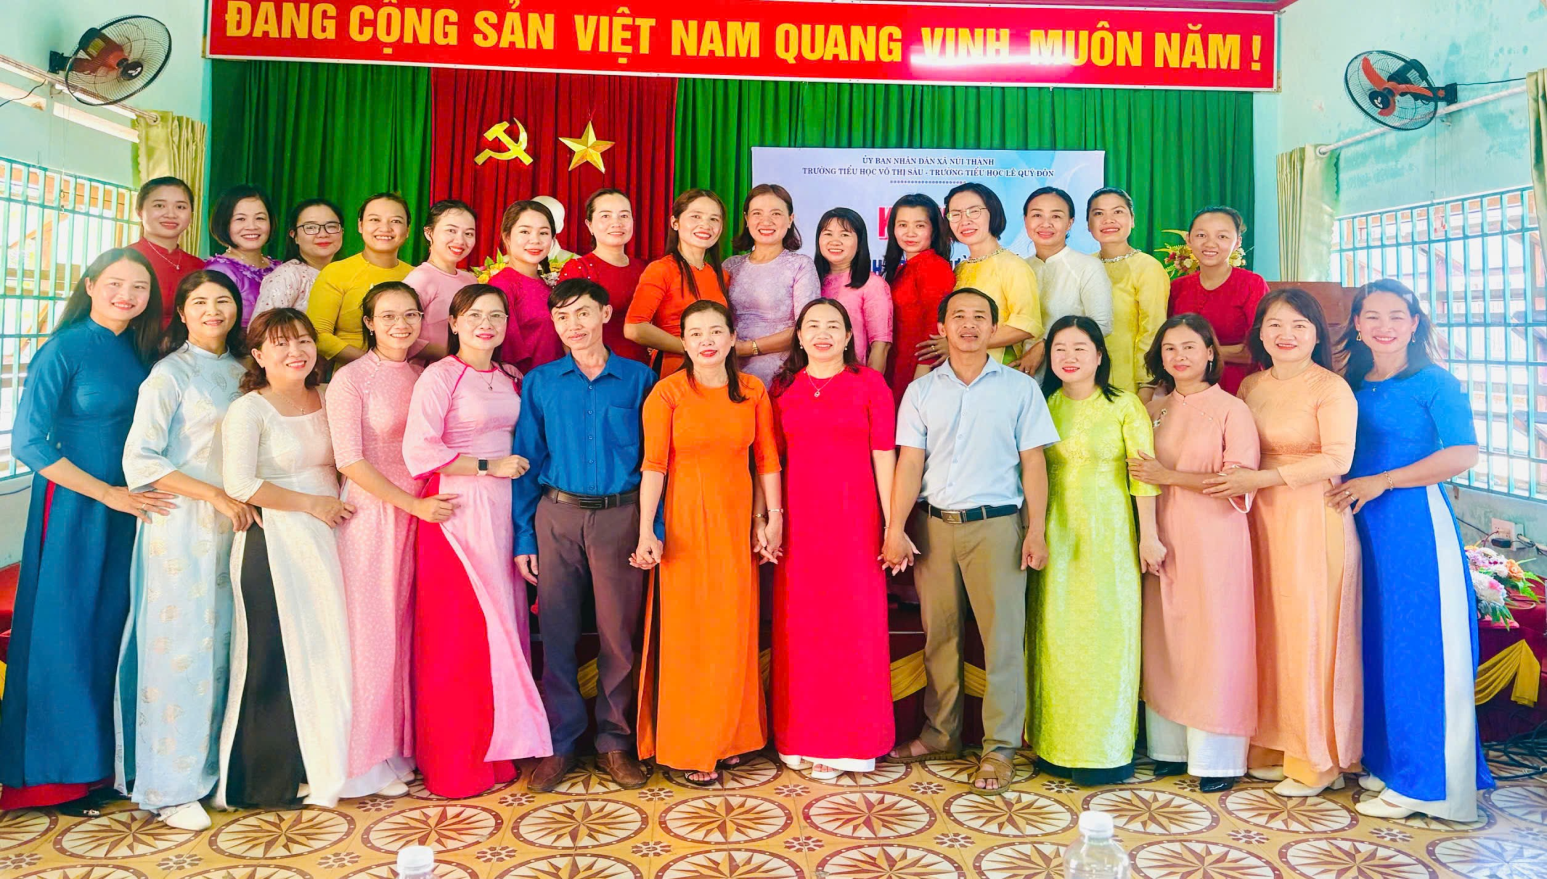 ĐẢNG CỘNG SẢN VIỆT NAM QUANG VINH MUÔN NĂM !
ỦY BAN NHÂN DÂN XÃ NÚI THÀNH
TRƯỜNG TIỂU HỌC VÕ THỊ SÁU - TRƯƠNG TIỂU HỌC LÊ QUÝ ĐÔN